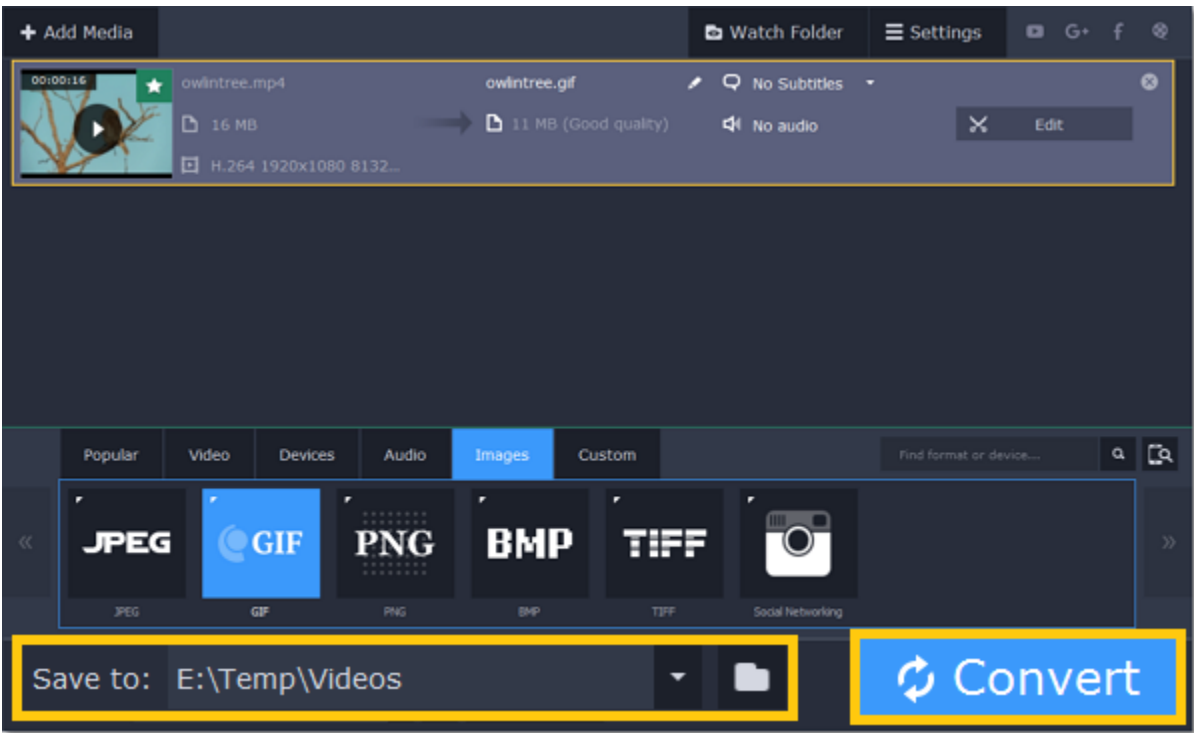 Add Media
Watch Folder
Settings
G+
f
00:00:16
owlintree.mp4
owlintree.gif
No Subtitles
16 MB
11 MB (Good quality)
No audio
Edit
H.264 1920x1080 8132...
Popular
Video
Devices
Audio
Images
Custom
Find format or device....
JPEG
GIF
PNG
BMP
TIFF
JPEG
GIF
PNG
BMP
TIFF
Social Networking
Save to:
E:\Temp\Videos
Convert